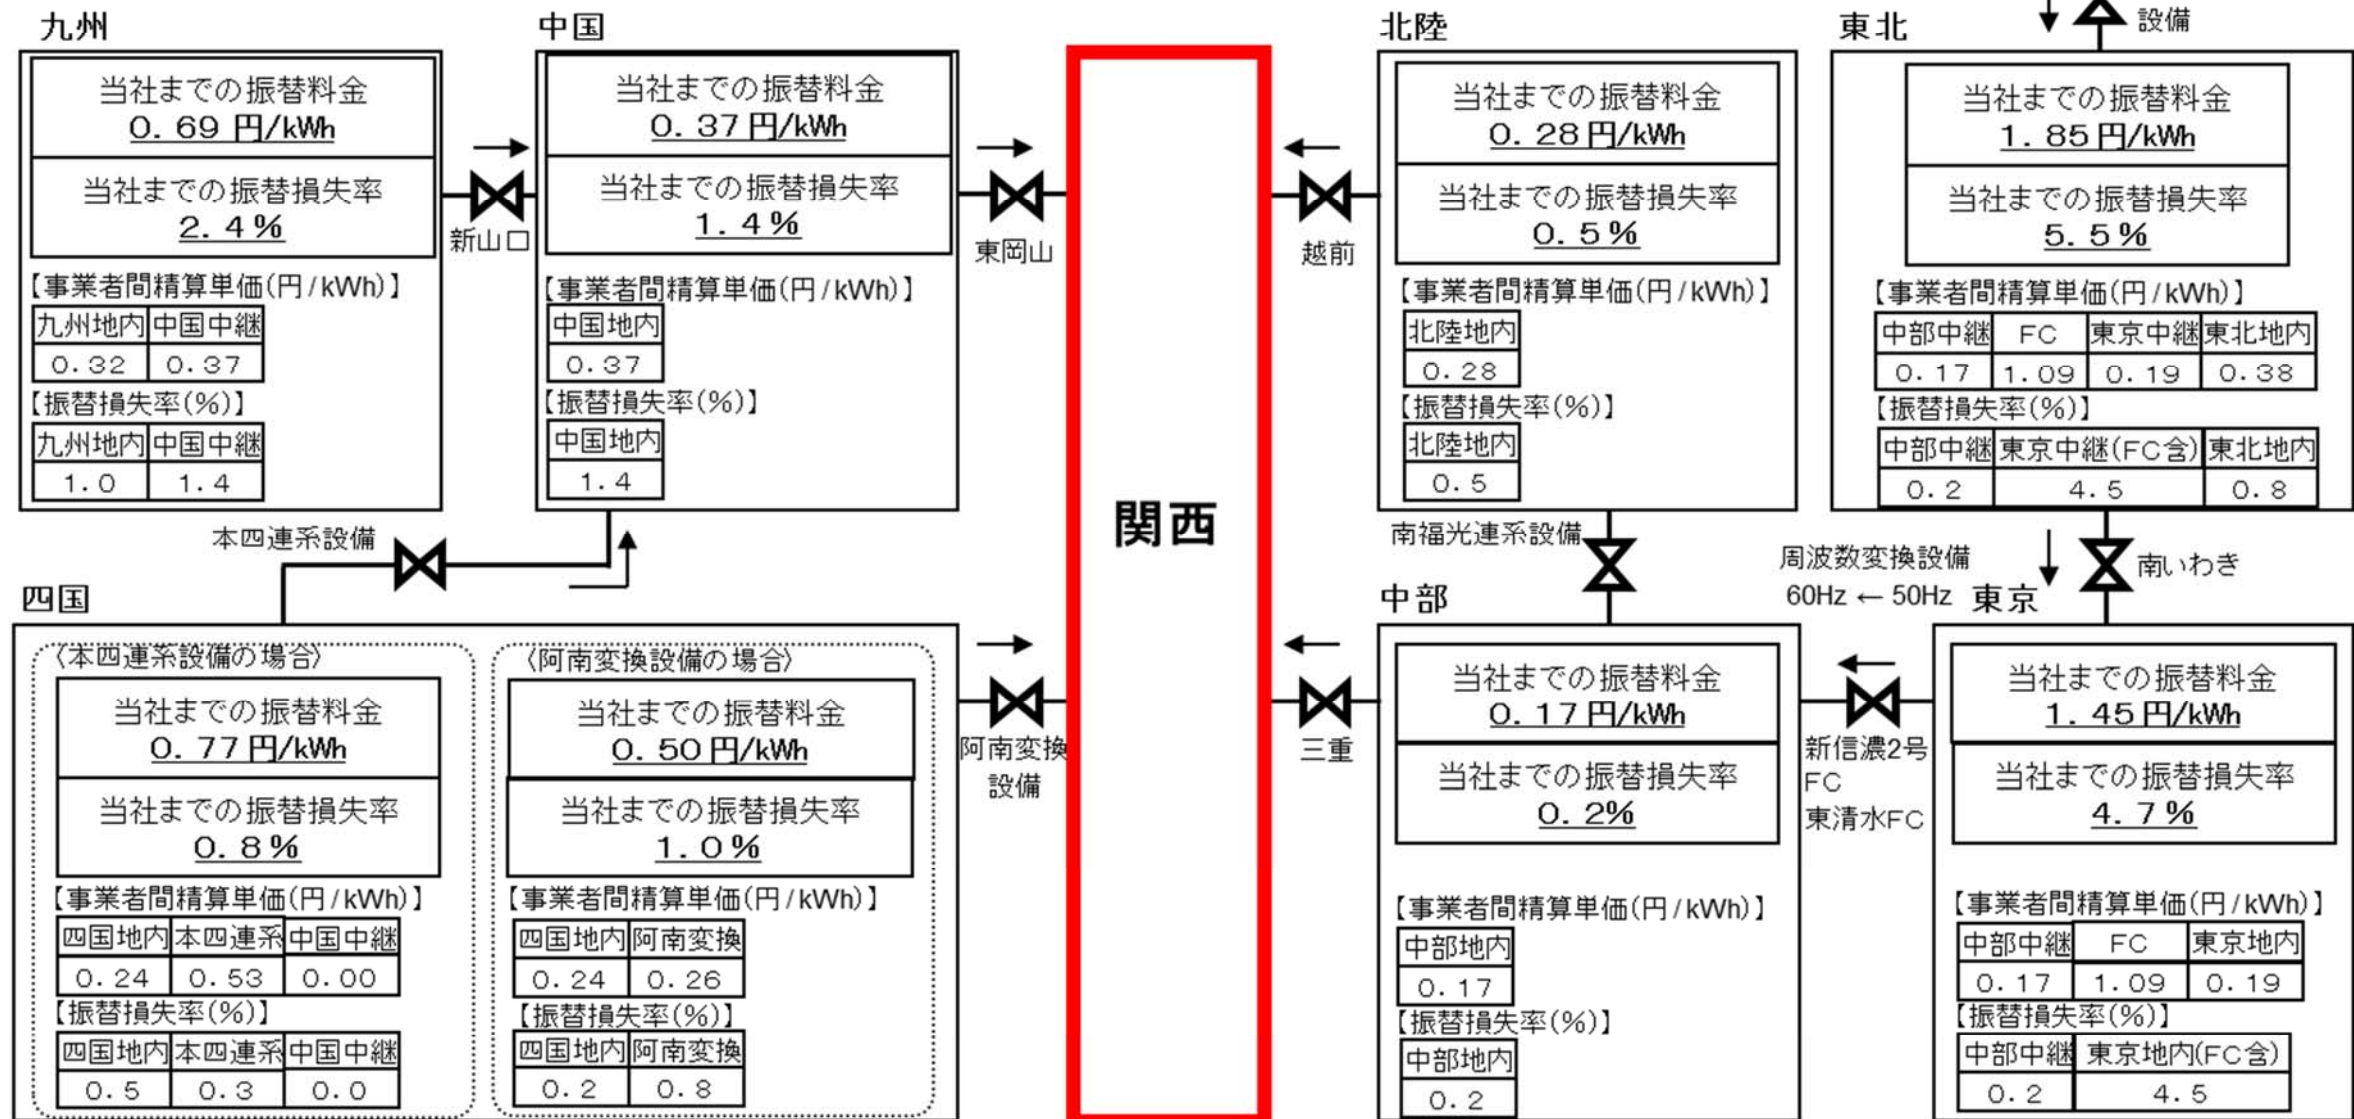 九州
当社までの振替料金
0.69 円/kWh
当社までの振替損失率
2.4%
【事業者間精算単価(円/kWh)】
九州地内 中国中継
0.32 0.37
【振替損失率(%)】
九州地内 中国中継
1.0 1.4
新山口
中国
当社までの振替料金
0.37円/kWh
当社までの振替損失率
1.4%
【事業者間精算単価(円/kWh)】
中国地内
0.37
【振替損失率(%)】
中国地内
1.4
東岡山
関西
越前
北陸
当社までの振替料金
0.28円/kWh
当社までの振替損失率
0.5%
【事業者間精算単価(円/kWh)】
北陸地内
0.28
【振替損失率(%)】
北陸地内
0.5
設備
東北
当社までの振替料金
1.85円/kWh
当社までの振替損失率
5.5%
【事業者間精算単価(円/kWh)】
中部中継 FC 東京中継 東北地内
0.17 1.09 0.19 0.38
【振替損失率(%)】
中部中継 東京中継(FC含) 東北地内
0.2 4.5 0.8
本四連系設備
四国
〈本四連系設備の場合〉
当社までの振替料金
0.77円/kWh
当社までの振替損失率
0.8%
【事業者間精算単価(円/kWh)】
四国地内 本四連系 中国中継
0.24 0.53 0.00
【振替損失率(%)】
四国地内 本四連系 中国中継
0.5 0.3 0.0
〈阿南変換設備の場合〉
当社までの振替料金
0.50円/kWh
当社までの振替損失率
1.0%
【事業者間精算単価(円/kWh)】
四国地内 阿南変換
0.24 0.26
【振替損失率(%)】
四国地内 阿南変換
0.2 0.8
阿南変換
設備
三重
南福光連系設備
中部
当社までの振替料金
0.17円/kWh
当社までの振替損失率
0.2%
【事業者間精算単価(円/kWh)】
中部地内
0.17
【振替損失率(%)】
中部地内
0.2
新信濃2号
FC
東清水FC
周波数変換設備
60Hz ← 50Hz
南いわき
東京
当社までの振替料金
1.45円/kWh
当社までの振替損失率
4.7%
【事業者間精算単価(円/kWh)】
中部中継 FC 東京地内
0.17 1.09 0.19
【振替損失率(%)】
中部中継 東京地内(FC含)
0.2 4.5